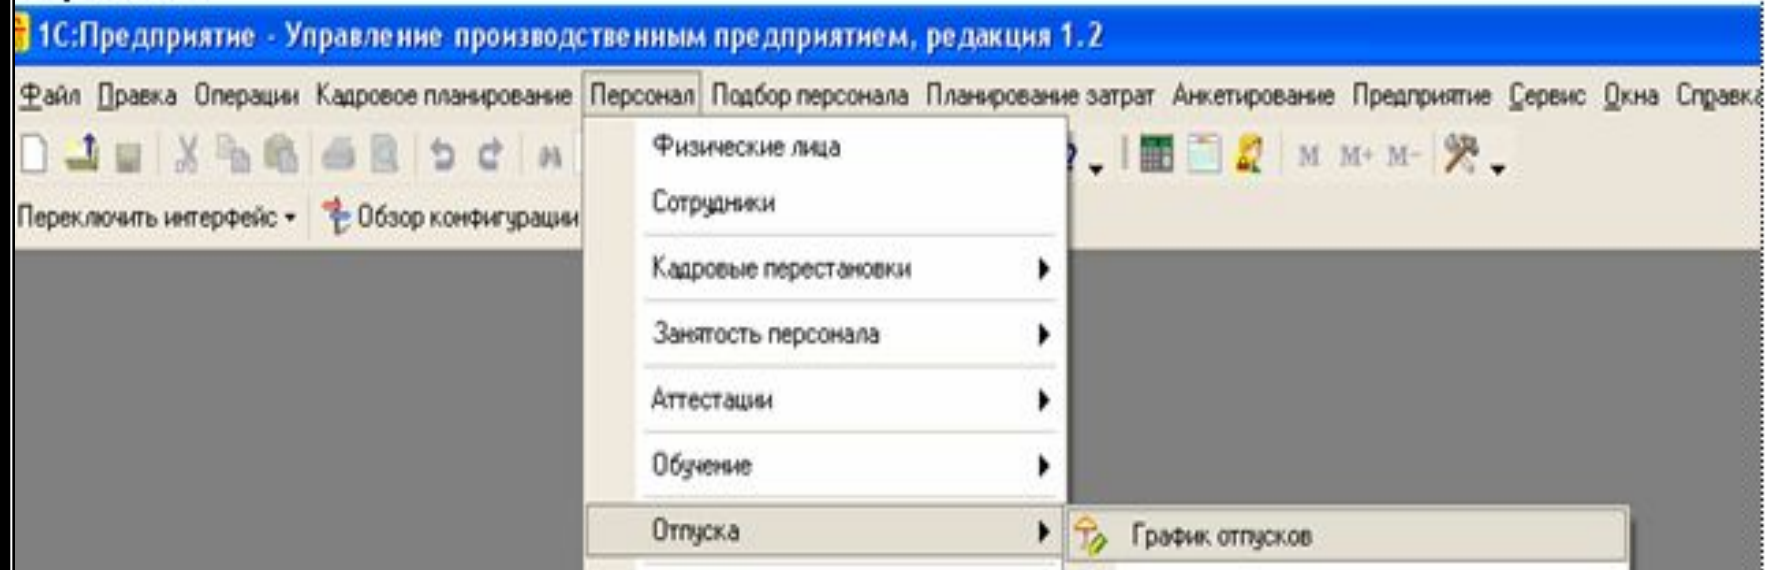 1С:Предприятие - Управление производственным предприятием, редакция 1.2
Файл Правка Операции Кадровое планирование Персонал Подбор персонала Планирование затрат Анкетирование Предприятие Сервис Окна Справка
M M+ M-
Переключить интерфейс Обзор конфигурации
Физические лица
Сотрудники
Кадровые перестановки
Занятость персонала
Аттестации
Обучение
Отпуска
График отпусков